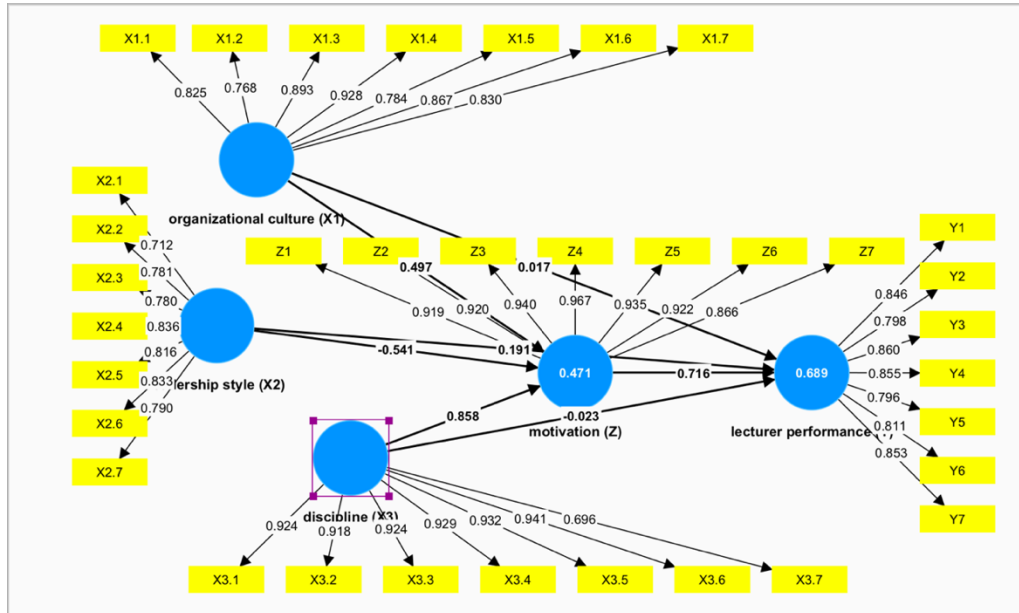 X1.1 X1.2 X1.3 X1.4 X1.5 X1.6 X1.7
0.825 0.768 0.893 0.928 0.784 0.867 0.830
organizational culture (X1)
X2.1
X2.2
X2.3
X2.4
X2.5
X2.6
X2.7
0.712
0.781
0.780
0.836
0.816
0.833
0.790
style (X2)
Z1 Z2 Z3 Z4 Z5 Z6 Z7
0.919 0.920 0.940 0.967 0.935 0.922 0.866
0.497
0.017
-0.541
0.191
0.858
-0.023
0.716
0.471
motivation (Z)
0.689
lecturer performance
Y1
Y2
Y3
Y4
Y5
Y6
Y7
0.846
0.798
0.860
0.855
0.796
0.811
0.853
discipline (X3)
0.924 0.918 0.924 0.929 0.932 0.941 0.696
X3.1 X3.2 X3.3 X3.4 X3.5 X3.6 X3.7